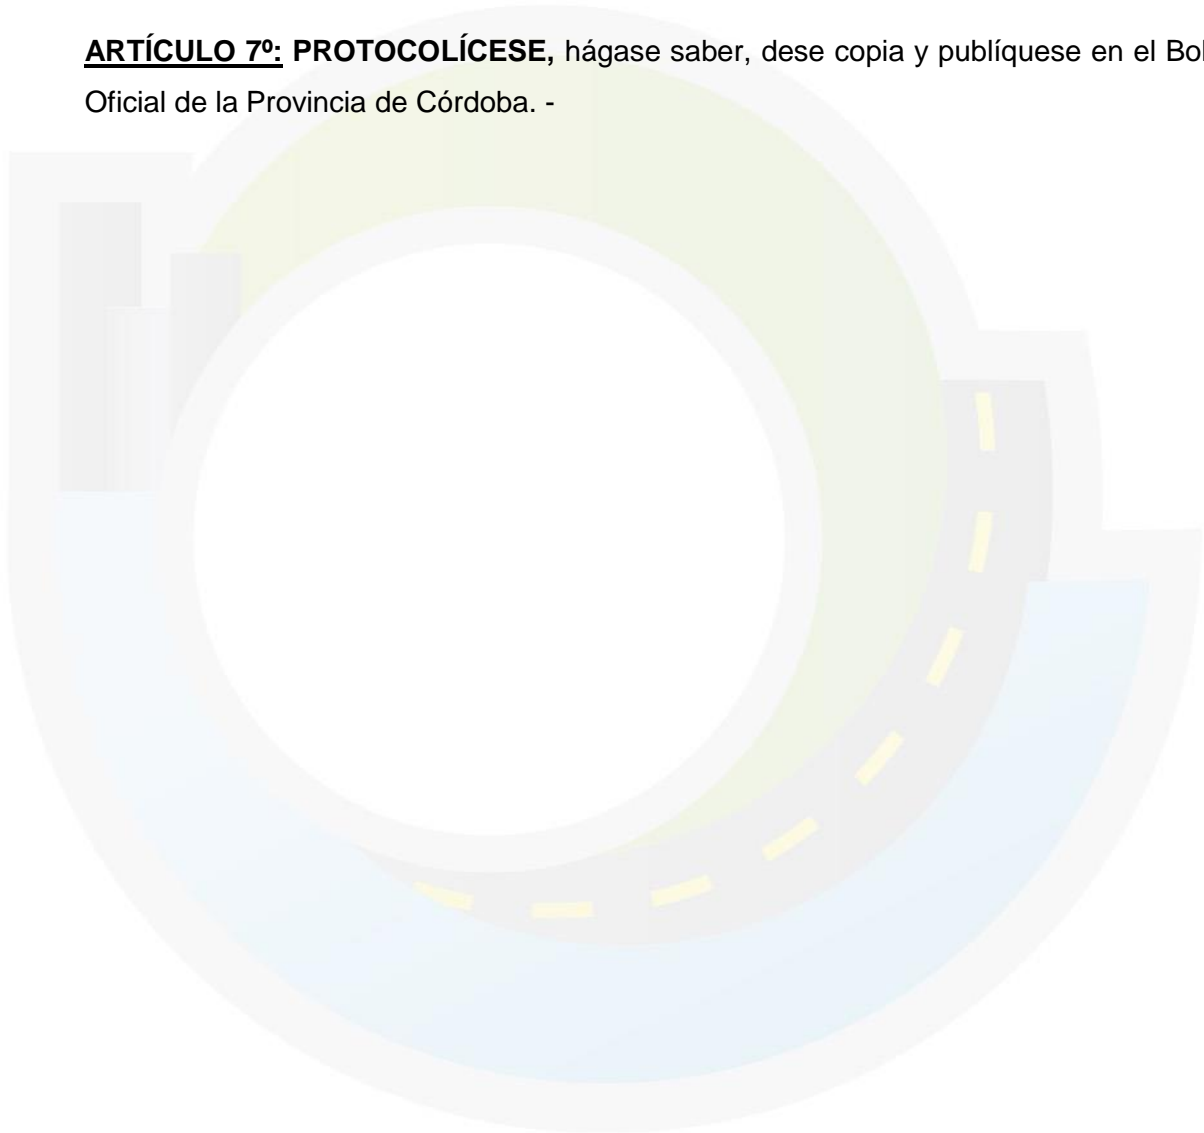 ARTÍCULO 7º: PROTOCOLÍCESE, hágase saber, dese copia y publíquese en el Bol
Oficial de la Provincia de Córdoba. -